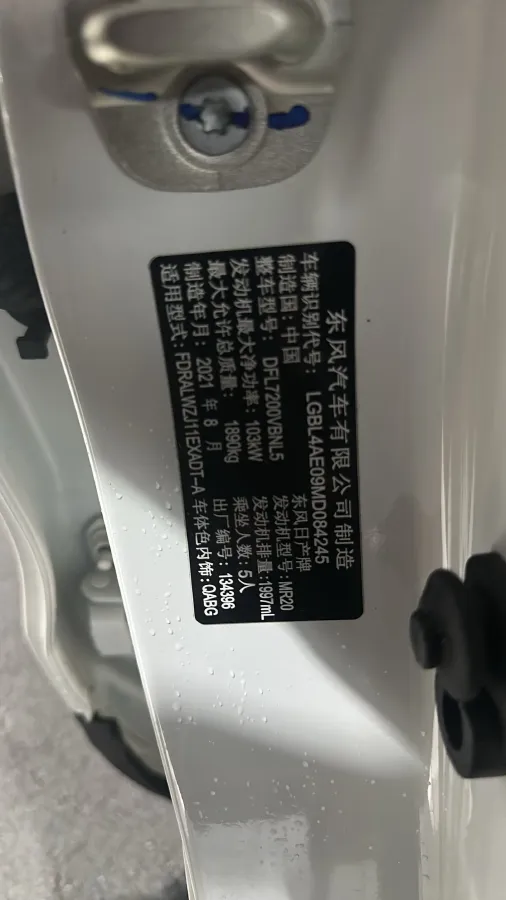 东风汽车有限公司制造
车辆识别代号: LGBL4AE09MD084245
制造国: 中国 东风日产牌
整车型号: DFL7200VBNL5 发动机型号: MR20
发动机最大净功率: 103kW 发动机排量: 1997mL
最大允许总质量: 1890kg 乘坐人数: 5人
制造年月: 2021 年 8 月 出厂编号: 134396
适用型式: FDRALWZJ11EXADT-A 车体色内饰: QABG